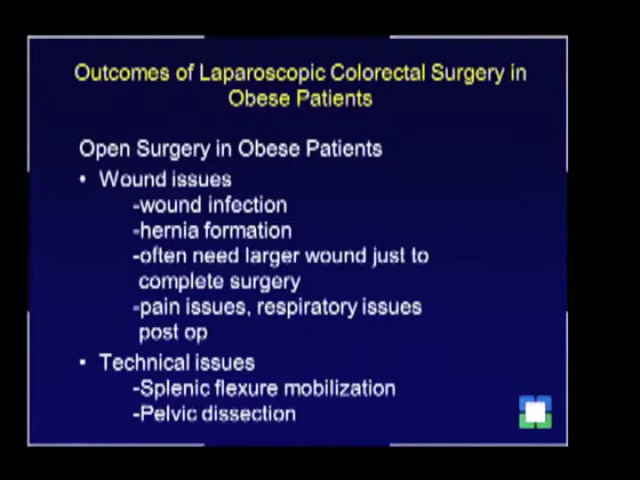 Outcomes of Laparoscopic Colorectal Surgery in
Obese Patients
Open Surgery in Obese Patients
• Wound issues
-wound infection
-hernia formation
-often need larger wound just to
complete surgery
-pain issues, respiratory issues
post op
• Technical issues
-Splenic flexure mobilization
-Pelvic dissection